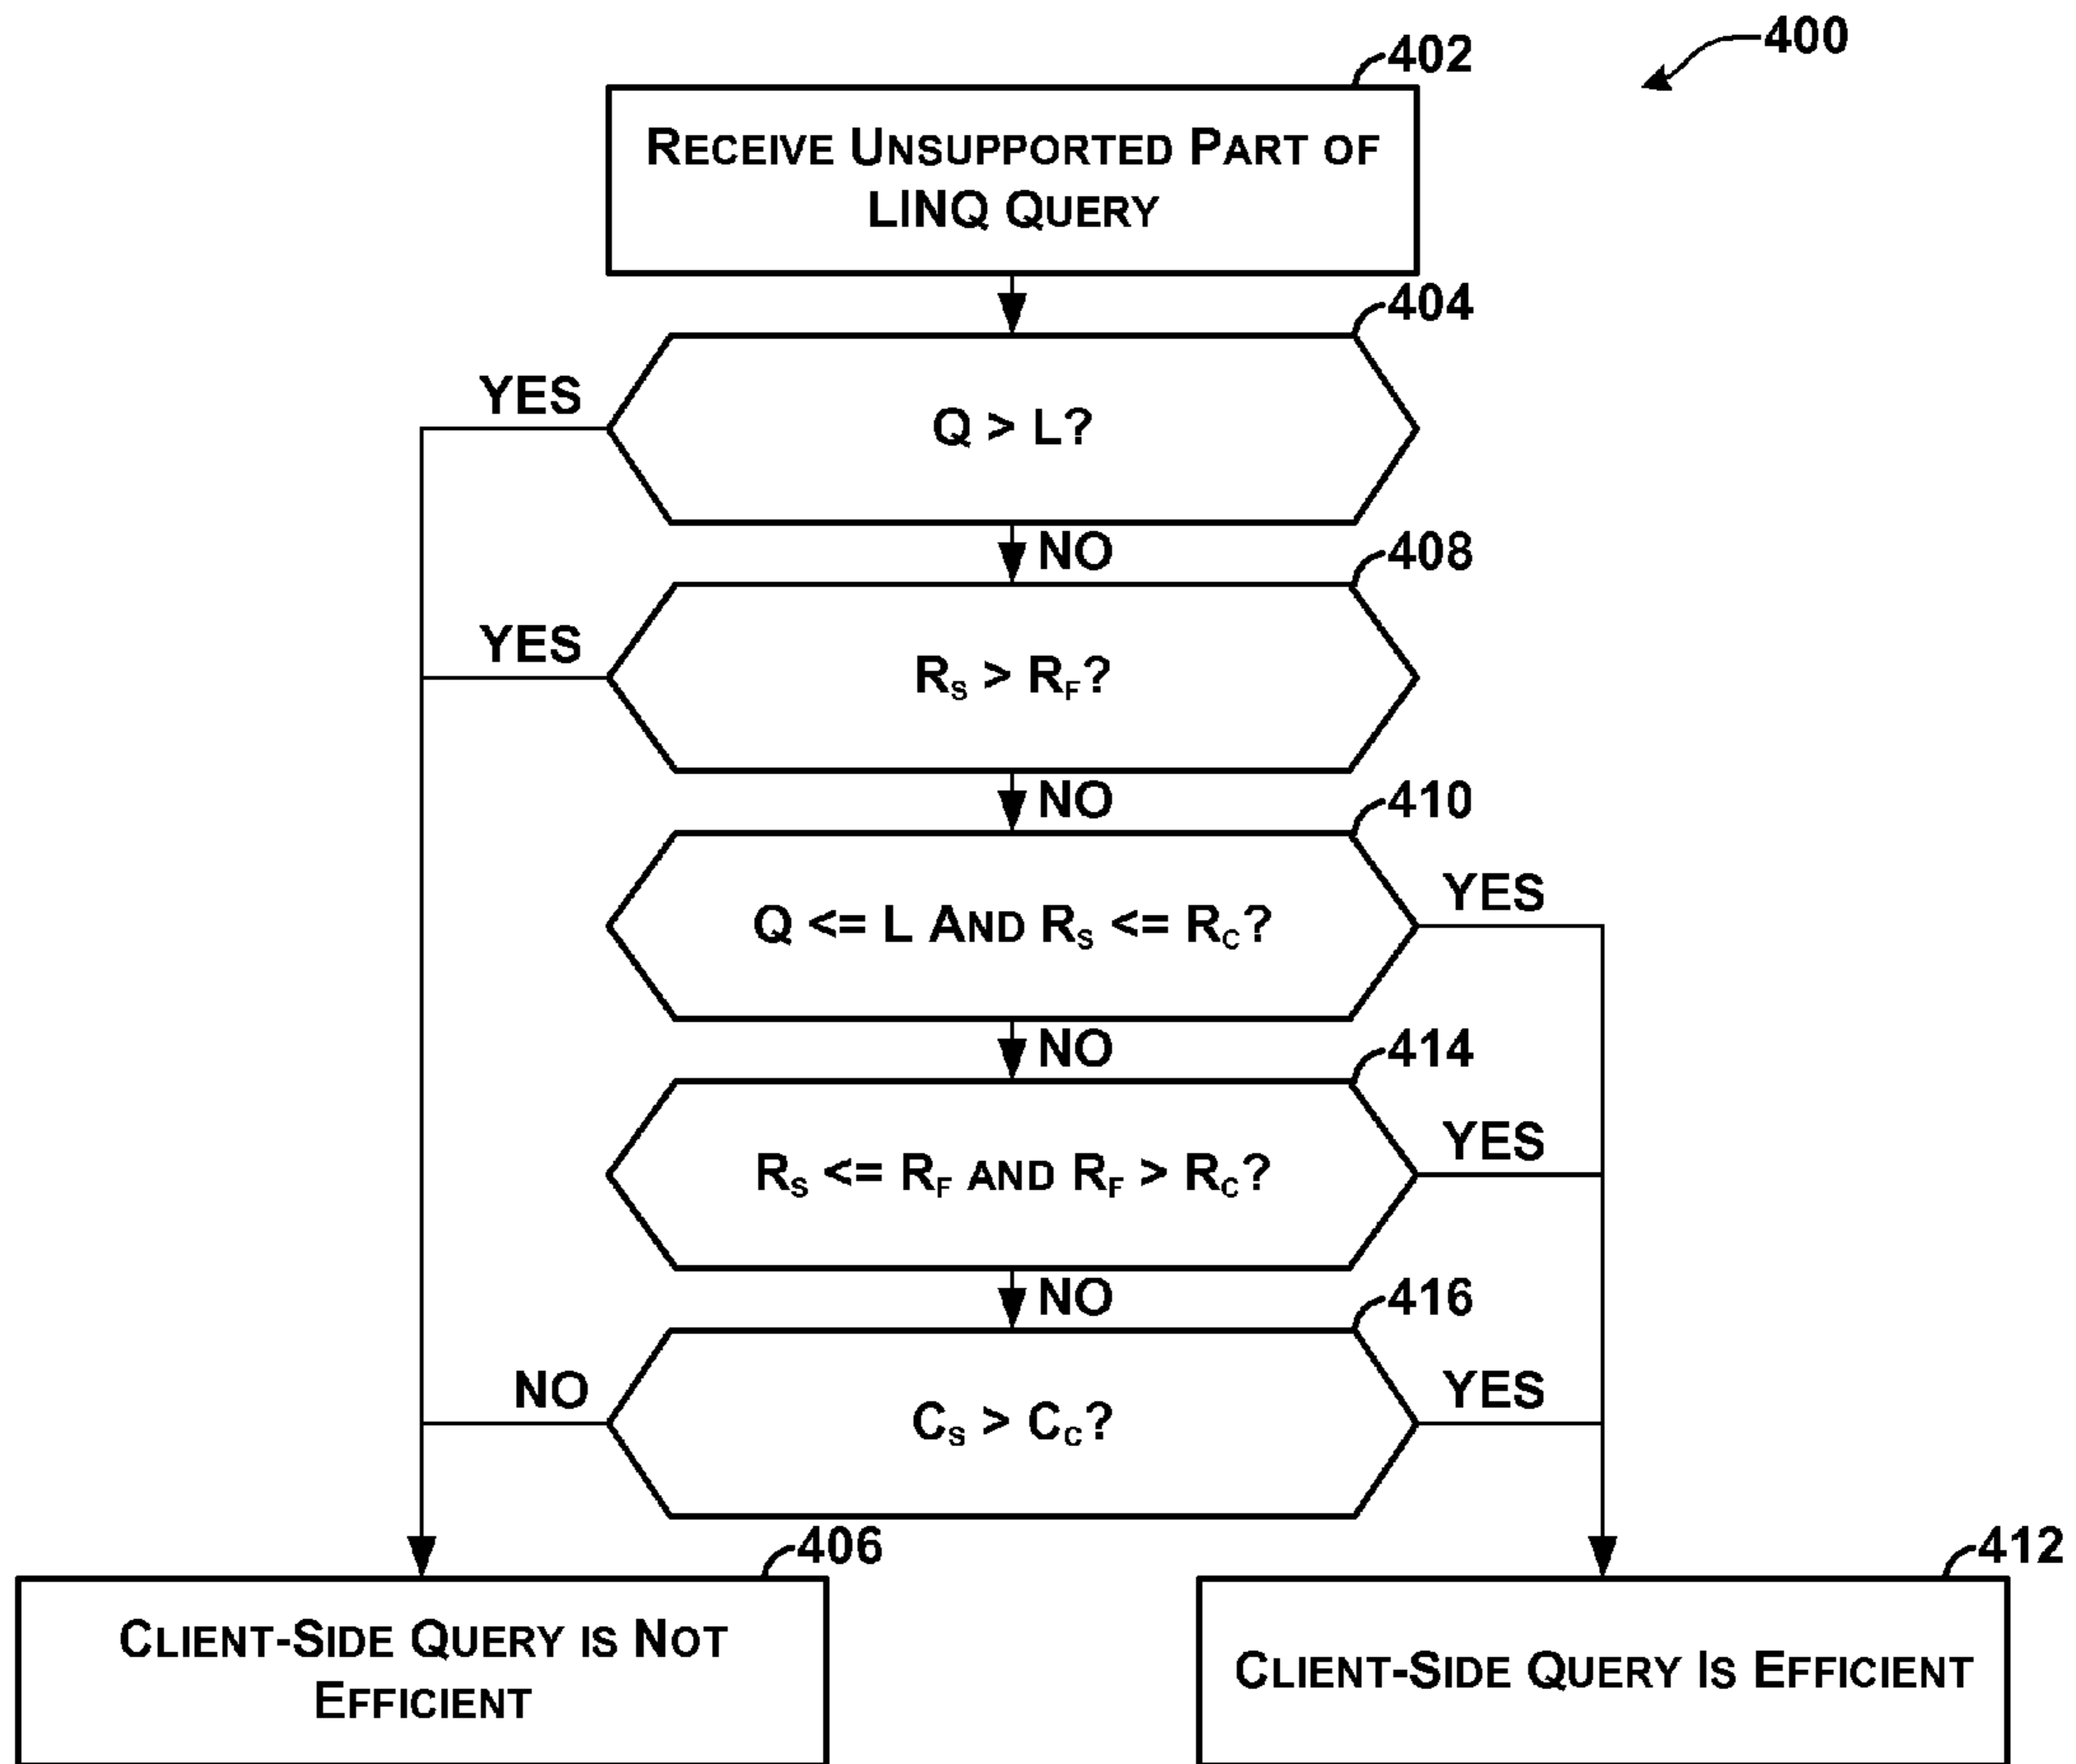 400
402
RECEIVE UNSUPPORTED PART OF
LINQ QUERY
404
YES
Q > L?
NO
408
YES
RS > RF?
NO
410
Q <= L AND RS <= RC?
YES
NO
414
RS <= RF AND RF > RC?
YES
NO
416
NO
CS > CC?
YES
406
CLIENT-SIDE QUERY IS NOT
EFFICIENT
412
CLIENT-SIDE QUERY IS EFFICIENT